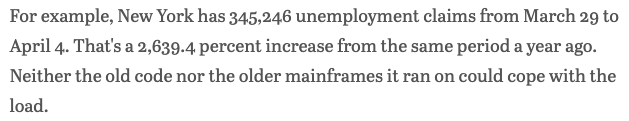 For example, New York has 345,246 unemployment claims from March 29 to
April 4. That's a 2,639.4 percent increase from the same period a year ago.
Neither the old code nor the older mainframes it ran on could cope with the
load.